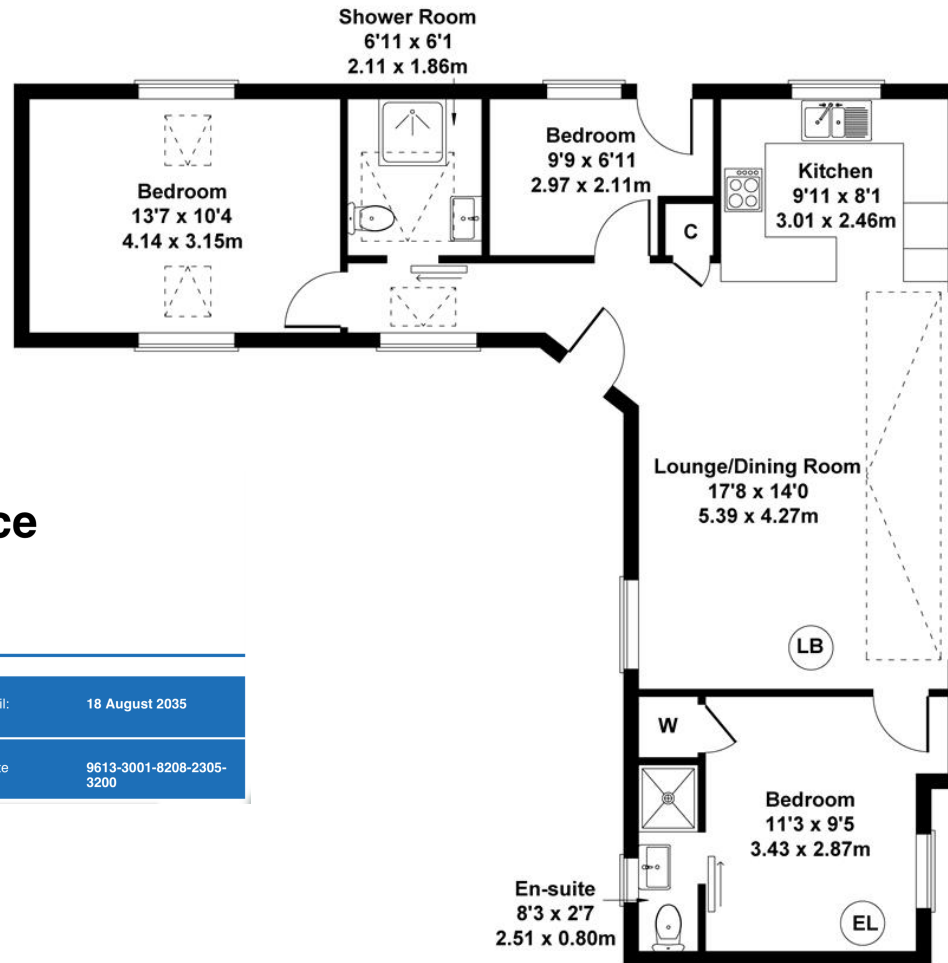 Shower Room
6'11 x 6'1
2.11 x 1.86m
Bedroom
13'7 x 10'4
4.14 x 3.15m
Bedroom
9'9 x 6'11
2.97 x 2.11m
Kitchen
9'11 x 8'1
3.01 x 2.46m
C
Lounge/Dining Room
17'8 x 14'0
5.39 x 4.27m
LB
ce
il:
18 August 2035
te
9613-3001-8208-2305-
3200
W
Bedroom
11'3 x 9'5
3.43 x 2.87m
En-suite
8'3 x 2'7
2.51 x 0.80m
EL